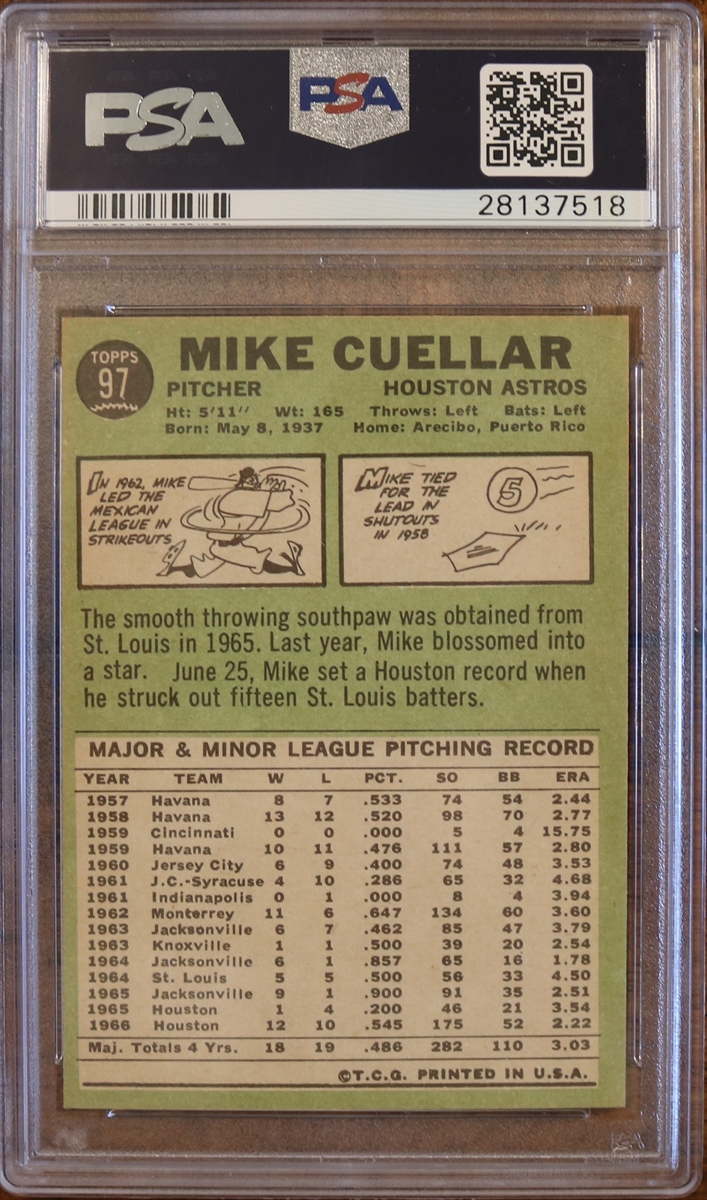 PSA
PSA
28137518
TOPPS
97
MIKE CUELLAR
PITCHER HOUSTON ASTROS
Ht: 5'11" Wt: 165 Throws: Left Bats: Left
Born: May 8, 1937 Home: Arecibo, Puerto Rico
IN 1962, MIKE
LED THE
MEXICAN
LEAGUE IN
STRIKEOUTS
MIKE TIED
FOR THE
LEAD IN
SHUTOUTS
IN 1958
5
The smooth throwing southpaw was obtained from
St. Louis in 1965. Last year, Mike blossomed into
a star. June 25, Mike set a Houston record when
he struck out fifteen St. Louis batters.
MAJOR & MINOR LEAGUE PITCHING RECORD
YEAR TEAM W L PCT. SO BB ERA
1957 Havana 8 7 .533 74 54 2.44
1958 Havana 13 12 .520 98 70 2.77
1959 Cincinnati 0 0 .000 5 4 15.75
1959 Havana 10 11 .476 111 57 2.80
1960 Jersey City 6 9 .400 74 48 3.53
1961 J.C.-Syracuse 4 10 .286 65 32 4.68
1961 Indianapolis 0 1 .000 8 4 3.94
1962 Monterrey 11 6 .647 134 60 3.60
1963 Jacksonville 6 7 .462 85 47 3.79
1963 Knoxville 1 1 .500 39 20 2.54
1964 Jacksonville 6 1 .857 65 16 1.78
1964 St. Louis 5 5 .500 56 33 4.50
1965 Jacksonville 9 1 .900 91 35 2.51
1965 Houston 1 4 .200 46 21 3.54
1966 Houston 12 10 .545 175 52 2.22
Maj. Totals 4 Yrs. 18 19 .486 282 110 3.03
©T.C.G. PRINTED IN U.S.A.
PSA